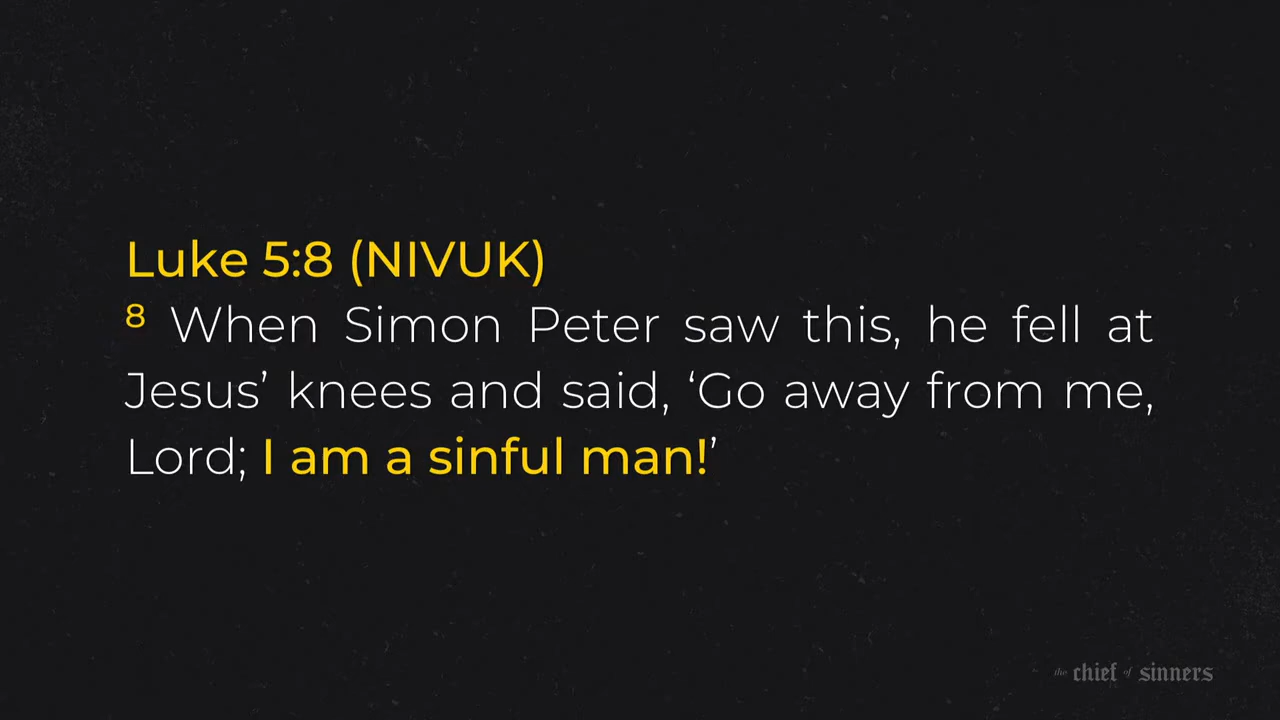 Luke 5:8 (NIVUK)
8 When Simon Peter saw this, he fell at
Jesus’ knees and said, ‘Go away from me,
Lord; I am a sinful man!’
the chief of sinners